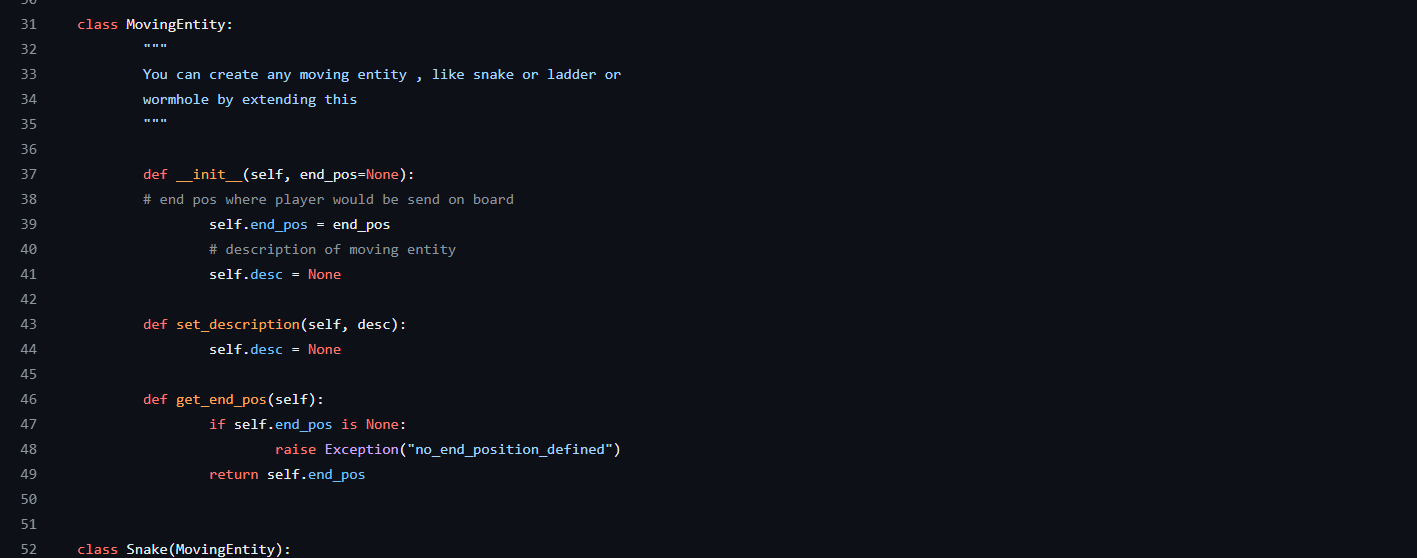 30
31 class MovingEntity:
32 """
33 You can create any moving entity , like snake or ladder or
34 wormhole by extending this
35 """
36
37 def __init__(self, end_pos=None):
38 # end pos where player would be send on board
39 self.end_pos = end_pos
40 # description of moving entity
41 self.desc = None
42
43 def set_description(self, desc):
44 self.desc = None
45
46 def get_end_pos(self):
47 if self.end_pos is None:
48 raise Exception("no_end_position_defined")
49 return self.end_pos
50
51
52 class Snake(MovingEntity):